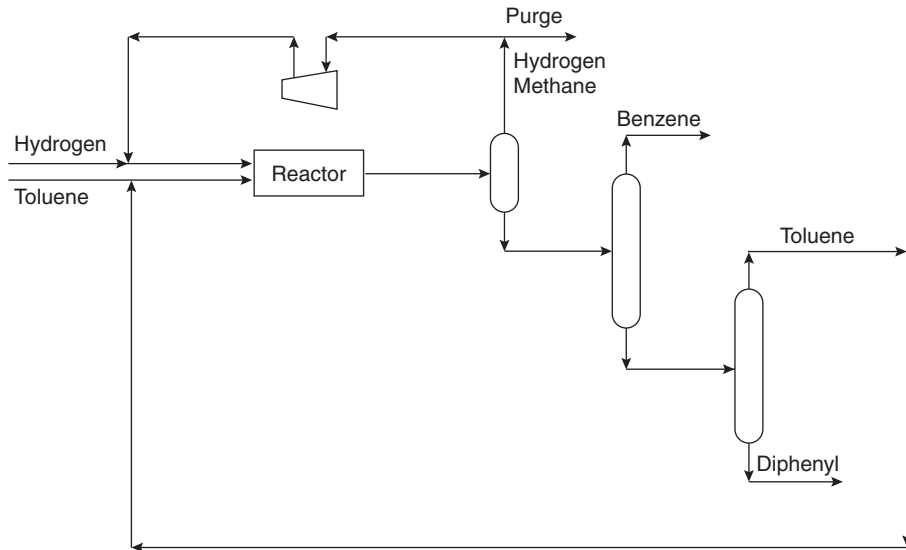 Purge
Hydrogen
Methane
Benzene
Hydrogen
Reactor
Toluene
Toluene
Diphenyl